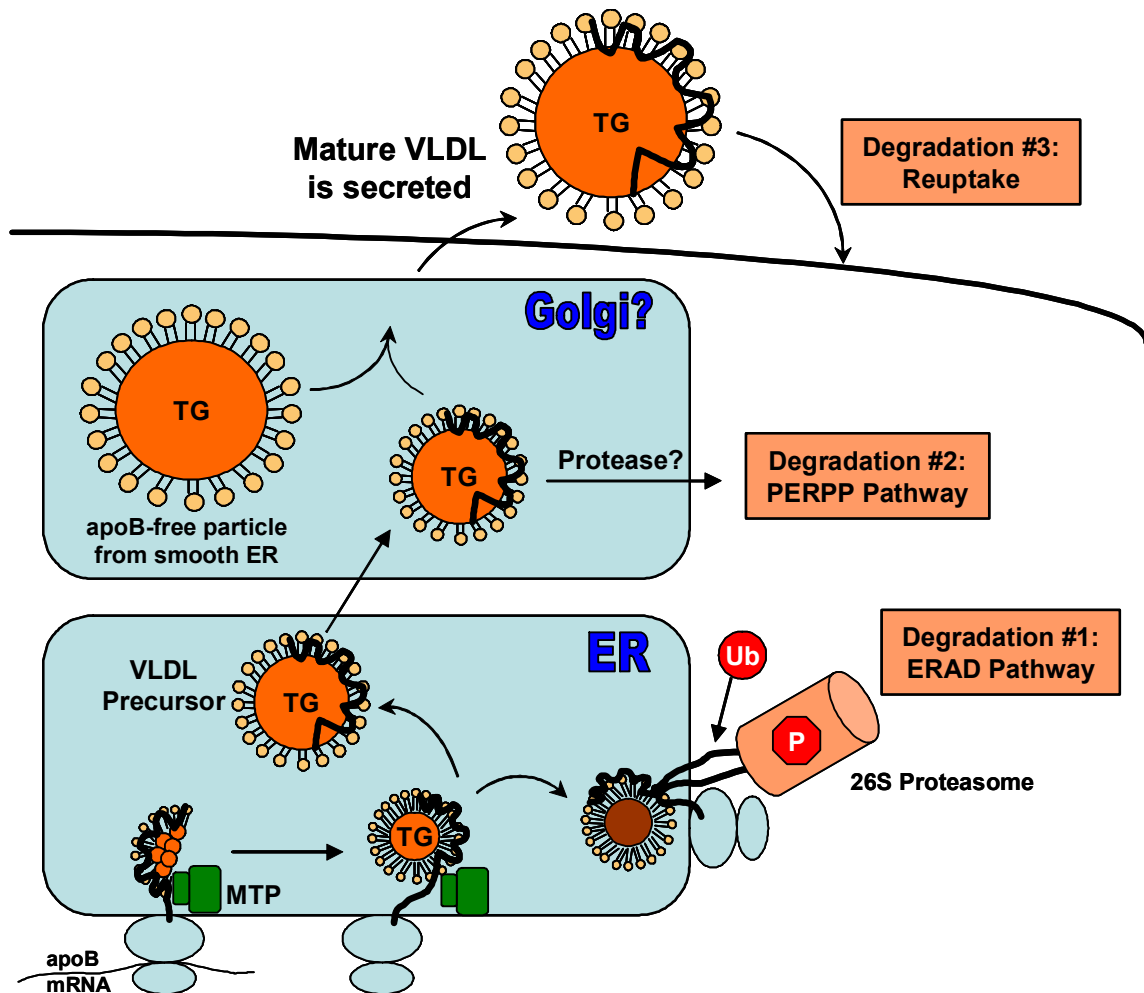 TG
Mature VLDL
is secreted
Degradation #3:
Reuptake
Golgi?
TG
TG
Protease?
Degradation #2:
PERPP Pathway
apoB-free particle
from smooth ER
ER
Degradation #1:
ERAD Pathway
Ub
VLDL
Precursor
TG
P
26S Proteasome
TG
MTP
apoB
mRNA